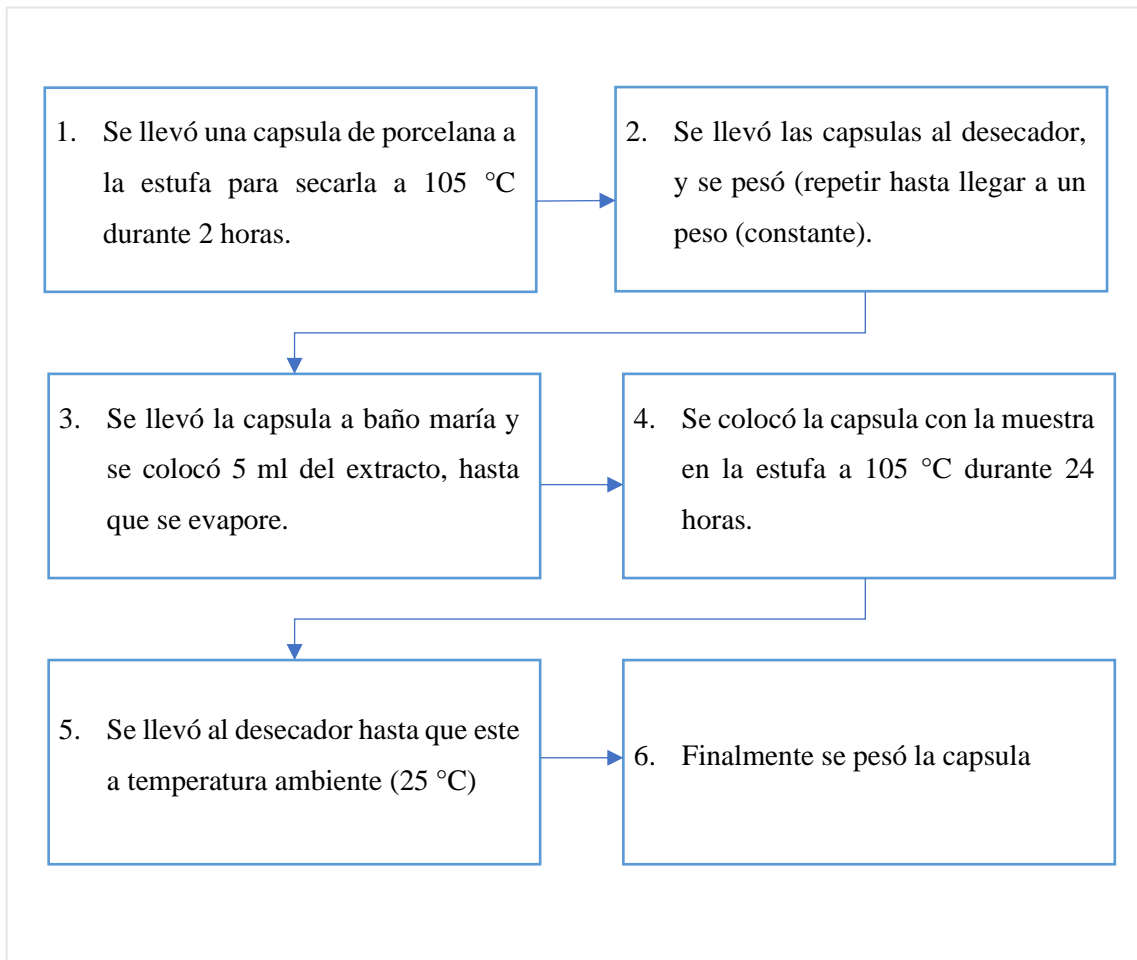 1. Se llevó una capsula de porcelana a
la estufa para secarla a 105 °C
durante 2 horas.
2. Se llevó las capsulas al desecador,
y se pesó (repetir hasta llegar a un
peso (constante).
3. Se llevó la capsula a baño maría y
se colocó 5 ml del extracto, hasta
que se evapore.
4. Se colocó la capsula con la muestra
en la estufa a 105 °C durante 24
horas.
5. Se llevó al desecador hasta que este
a temperatura ambiente (25 °C)
6. Finalmente se pesó la capsula